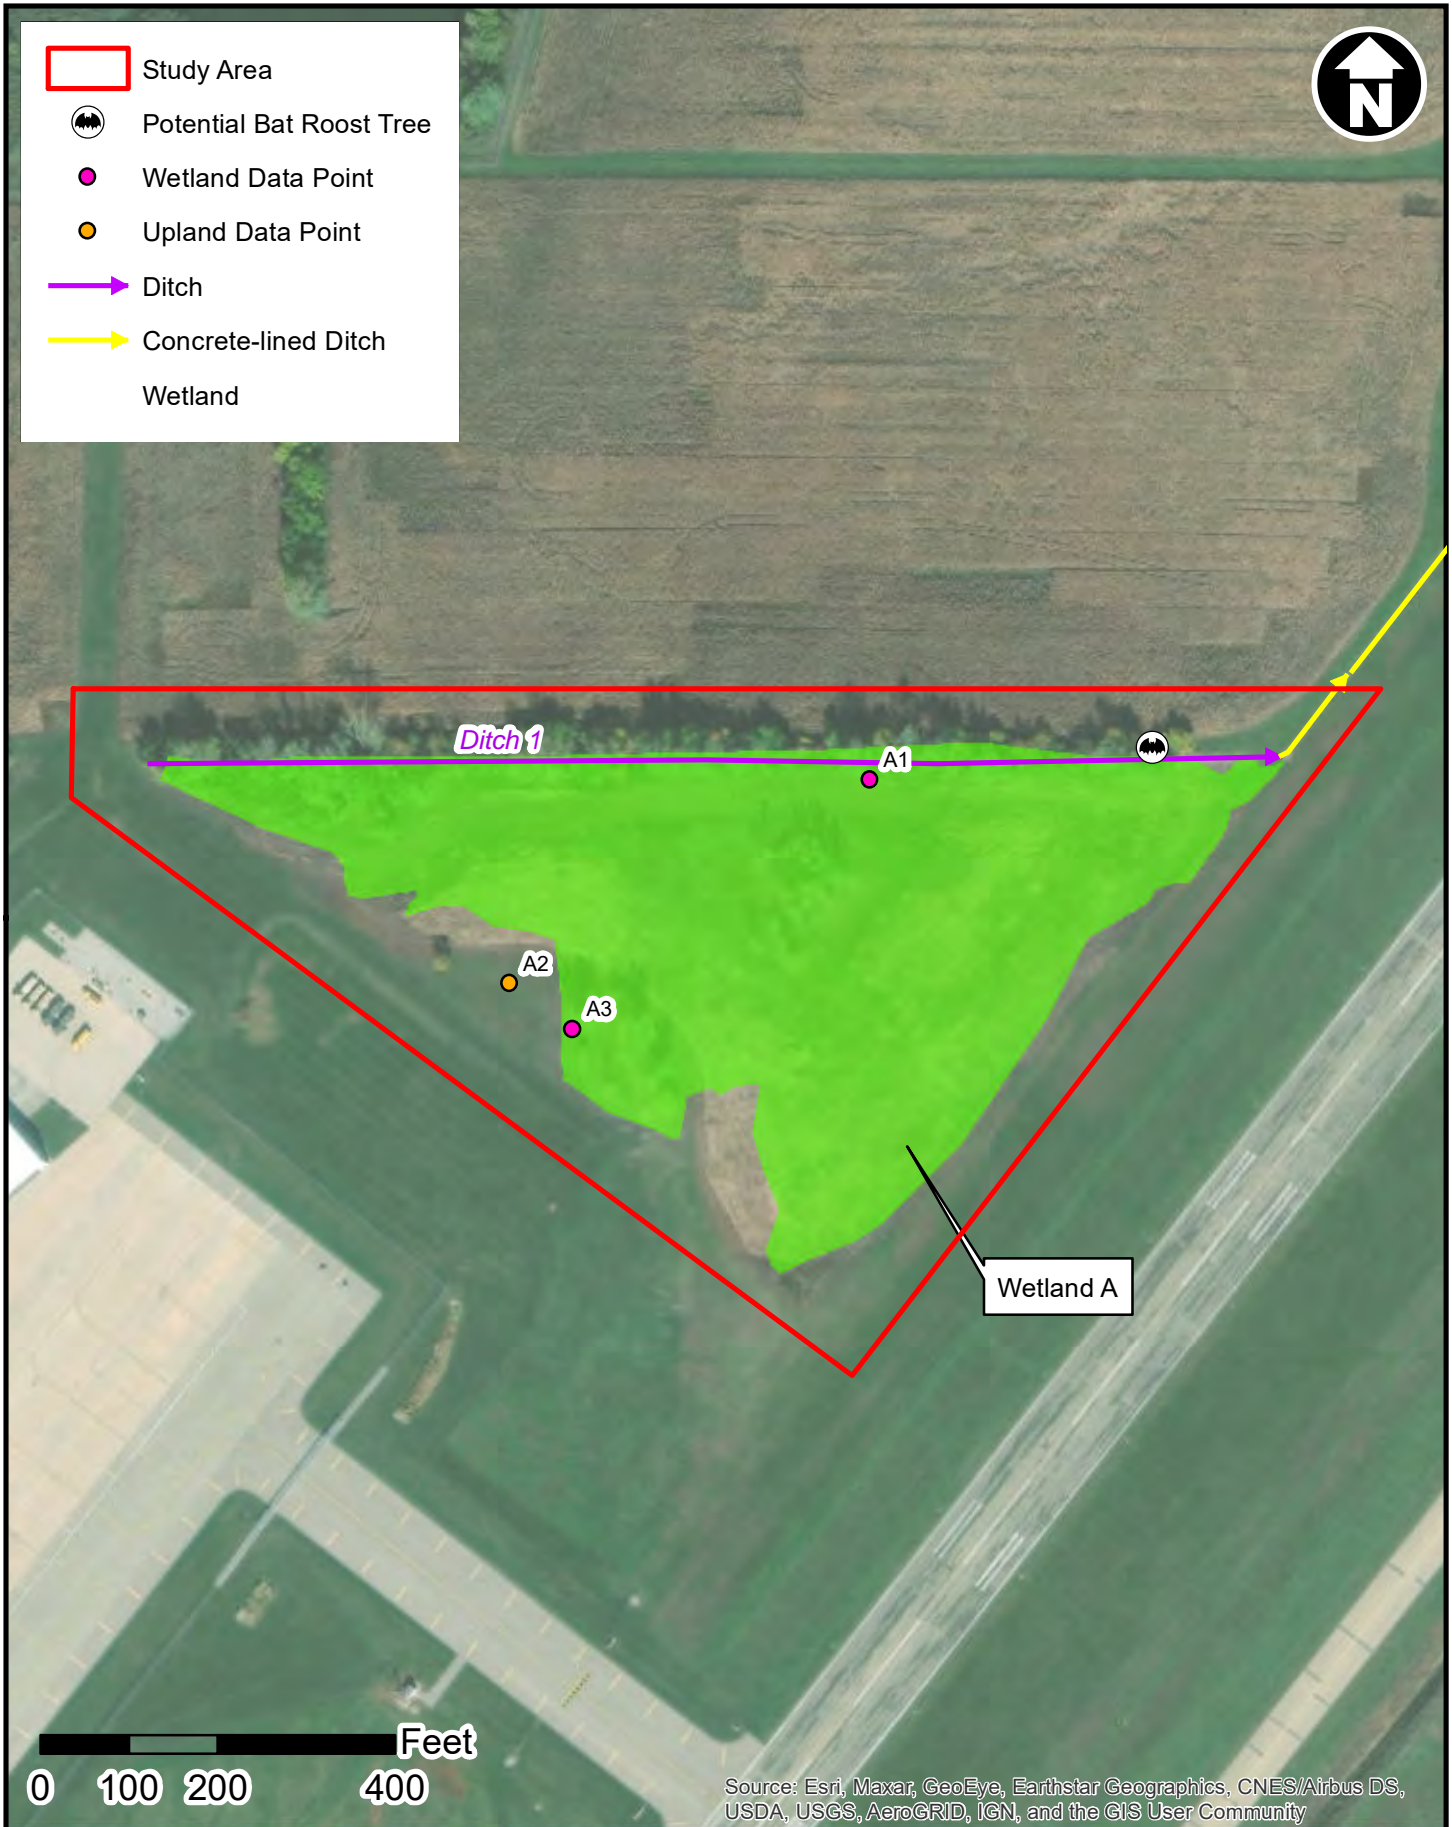 Study Area
Potential Bat Roost Tree
Wetland Data Point
Upland Data Point
Ditch
Concrete-lined Ditch
Wetland
N
Ditch 1
A1
A2
A3
Wetland A
Feet
0 100 200 400
Source: Esri, Maxar, GeoEye, Earthstar Geographics, CNES/Airbus DS,
USDA, USGS, AeroGRID, IGN, and the GIS User Community